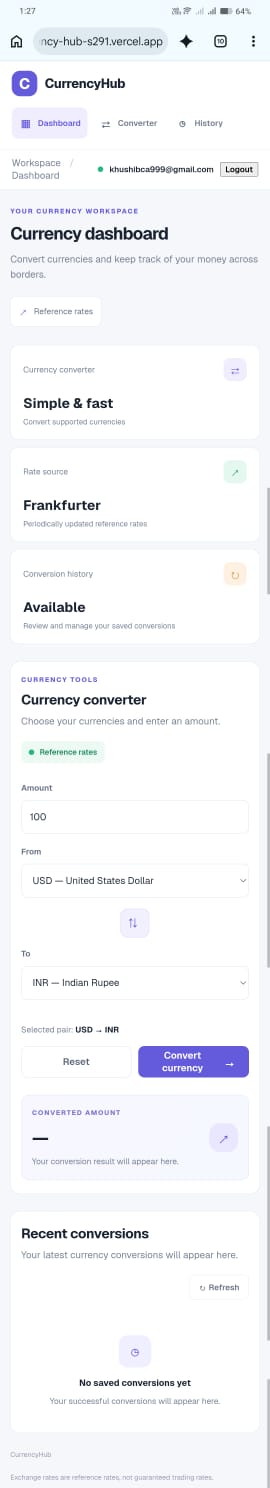 1:27
64%
ncy-hub-s291.vercel.app
10
C CurrencyHub
Dashboard Converter History
Workspace /
Dashboard
khushibca999@gmail.com Logout
YOUR CURRENCY WORKSPACE
Currency dashboard
Convert currencies and keep track of your money across
borders.
↗ Reference rates
Currency converter
Simple & fast
Convert supported currencies
Rate source
Frankfurter
Periodically updated reference rates
Conversion history
Available
Review and manage your saved conversions
CURRENCY TOOLS
Currency converter
Choose your currencies and enter an amount.
Reference rates
Amount
100
From
USD — United States Dollar
To
INR — Indian Rupee
Selected pair: USD → INR
Reset
Convert
currency →
CONVERTED AMOUNT
—
Your conversion result will appear here.
Recent conversions
Your latest currency conversions will appear here.
↻ Refresh
No saved conversions yet
Your successful conversions will appear here.
CurrencyHub
Exchange rates are reference rates, not guaranteed trading rates.